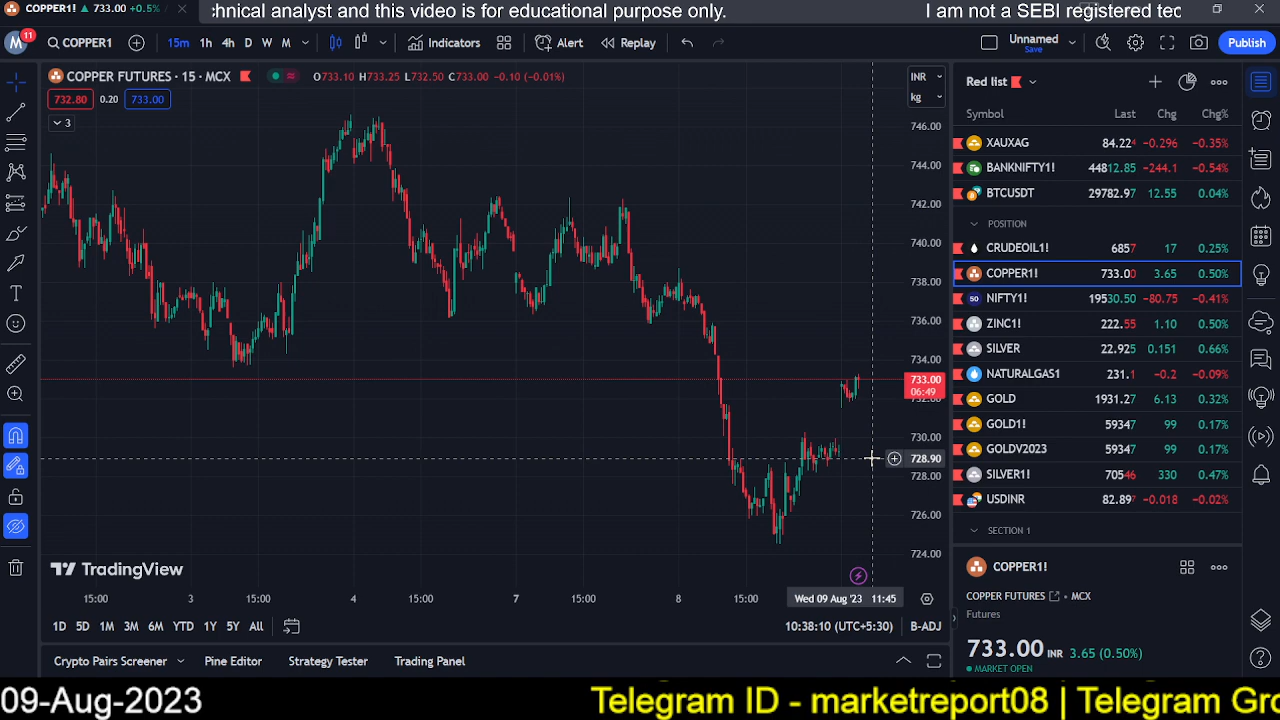 COPPER1! ▲ 733.00 +0.5%
chnical analyst and this video is for educational purpose only. I am not a SEBI registered tec
M 11 COPPER1 15m 1h 4h D W M Indicators Alert Replay Unnamed Save Publish
COPPER FUTURES · 15 · MCX O733.10 H733.25 L732.50 C733.00 -0.10 (-0.01%)
732.80 0.20 733.00
3
INR
kg
746.00
744.00
742.00
740.00
738.00
736.00
734.00
733.00
06:49
732.00
730.00
728.90
728.00
726.00
724.00
TradingView
15:00 3 15:00 4 15:00 7 15:00 8 15:00 Wed 09 Aug '23 11:45
1D 5D 1M 3M 6M YTD 1Y 5Y All 10:38:10 (UTC+5:30) B-ADJ
Crypto Pairs Screener Pine Editor Strategy Tester Trading Panel
Red list
Symbol Last Chg Chg%
XAUXAG 84.224 -0.296 -0.35%
BANKNIFTY1! 44812.85 -244.1 -0.54%
BTCUSDT 29782.97 12.55 0.04%
POSITION
CRUDEOIL1! 6857 17 0.25%
COPPER1! 733.00 3.65 0.50%
50 NIFTY1! 19530.50 -80.75 -0.41%
ZINC1! 222.55 1.10 0.50%
SILVER 22.925 0.151 0.66%
NATURALGAS1 231.1 -0.2 -0.09%
GOLD 1931.27 6.13 0.32%
GOLD1! 59347 99 0.17%
GOLDV2023 59347 99 0.17%
SILVER1! 70546 330 0.47%
USDINR 82.897 -0.018 -0.02%
SECTION 1
COPPER1!
COPPER FUTURES • MCX
Futures
733.00 INR 3.65 (0.50%)
MARKET OPEN
09-Aug-2023 Telegram ID - marketreport08 | Telegram Gro